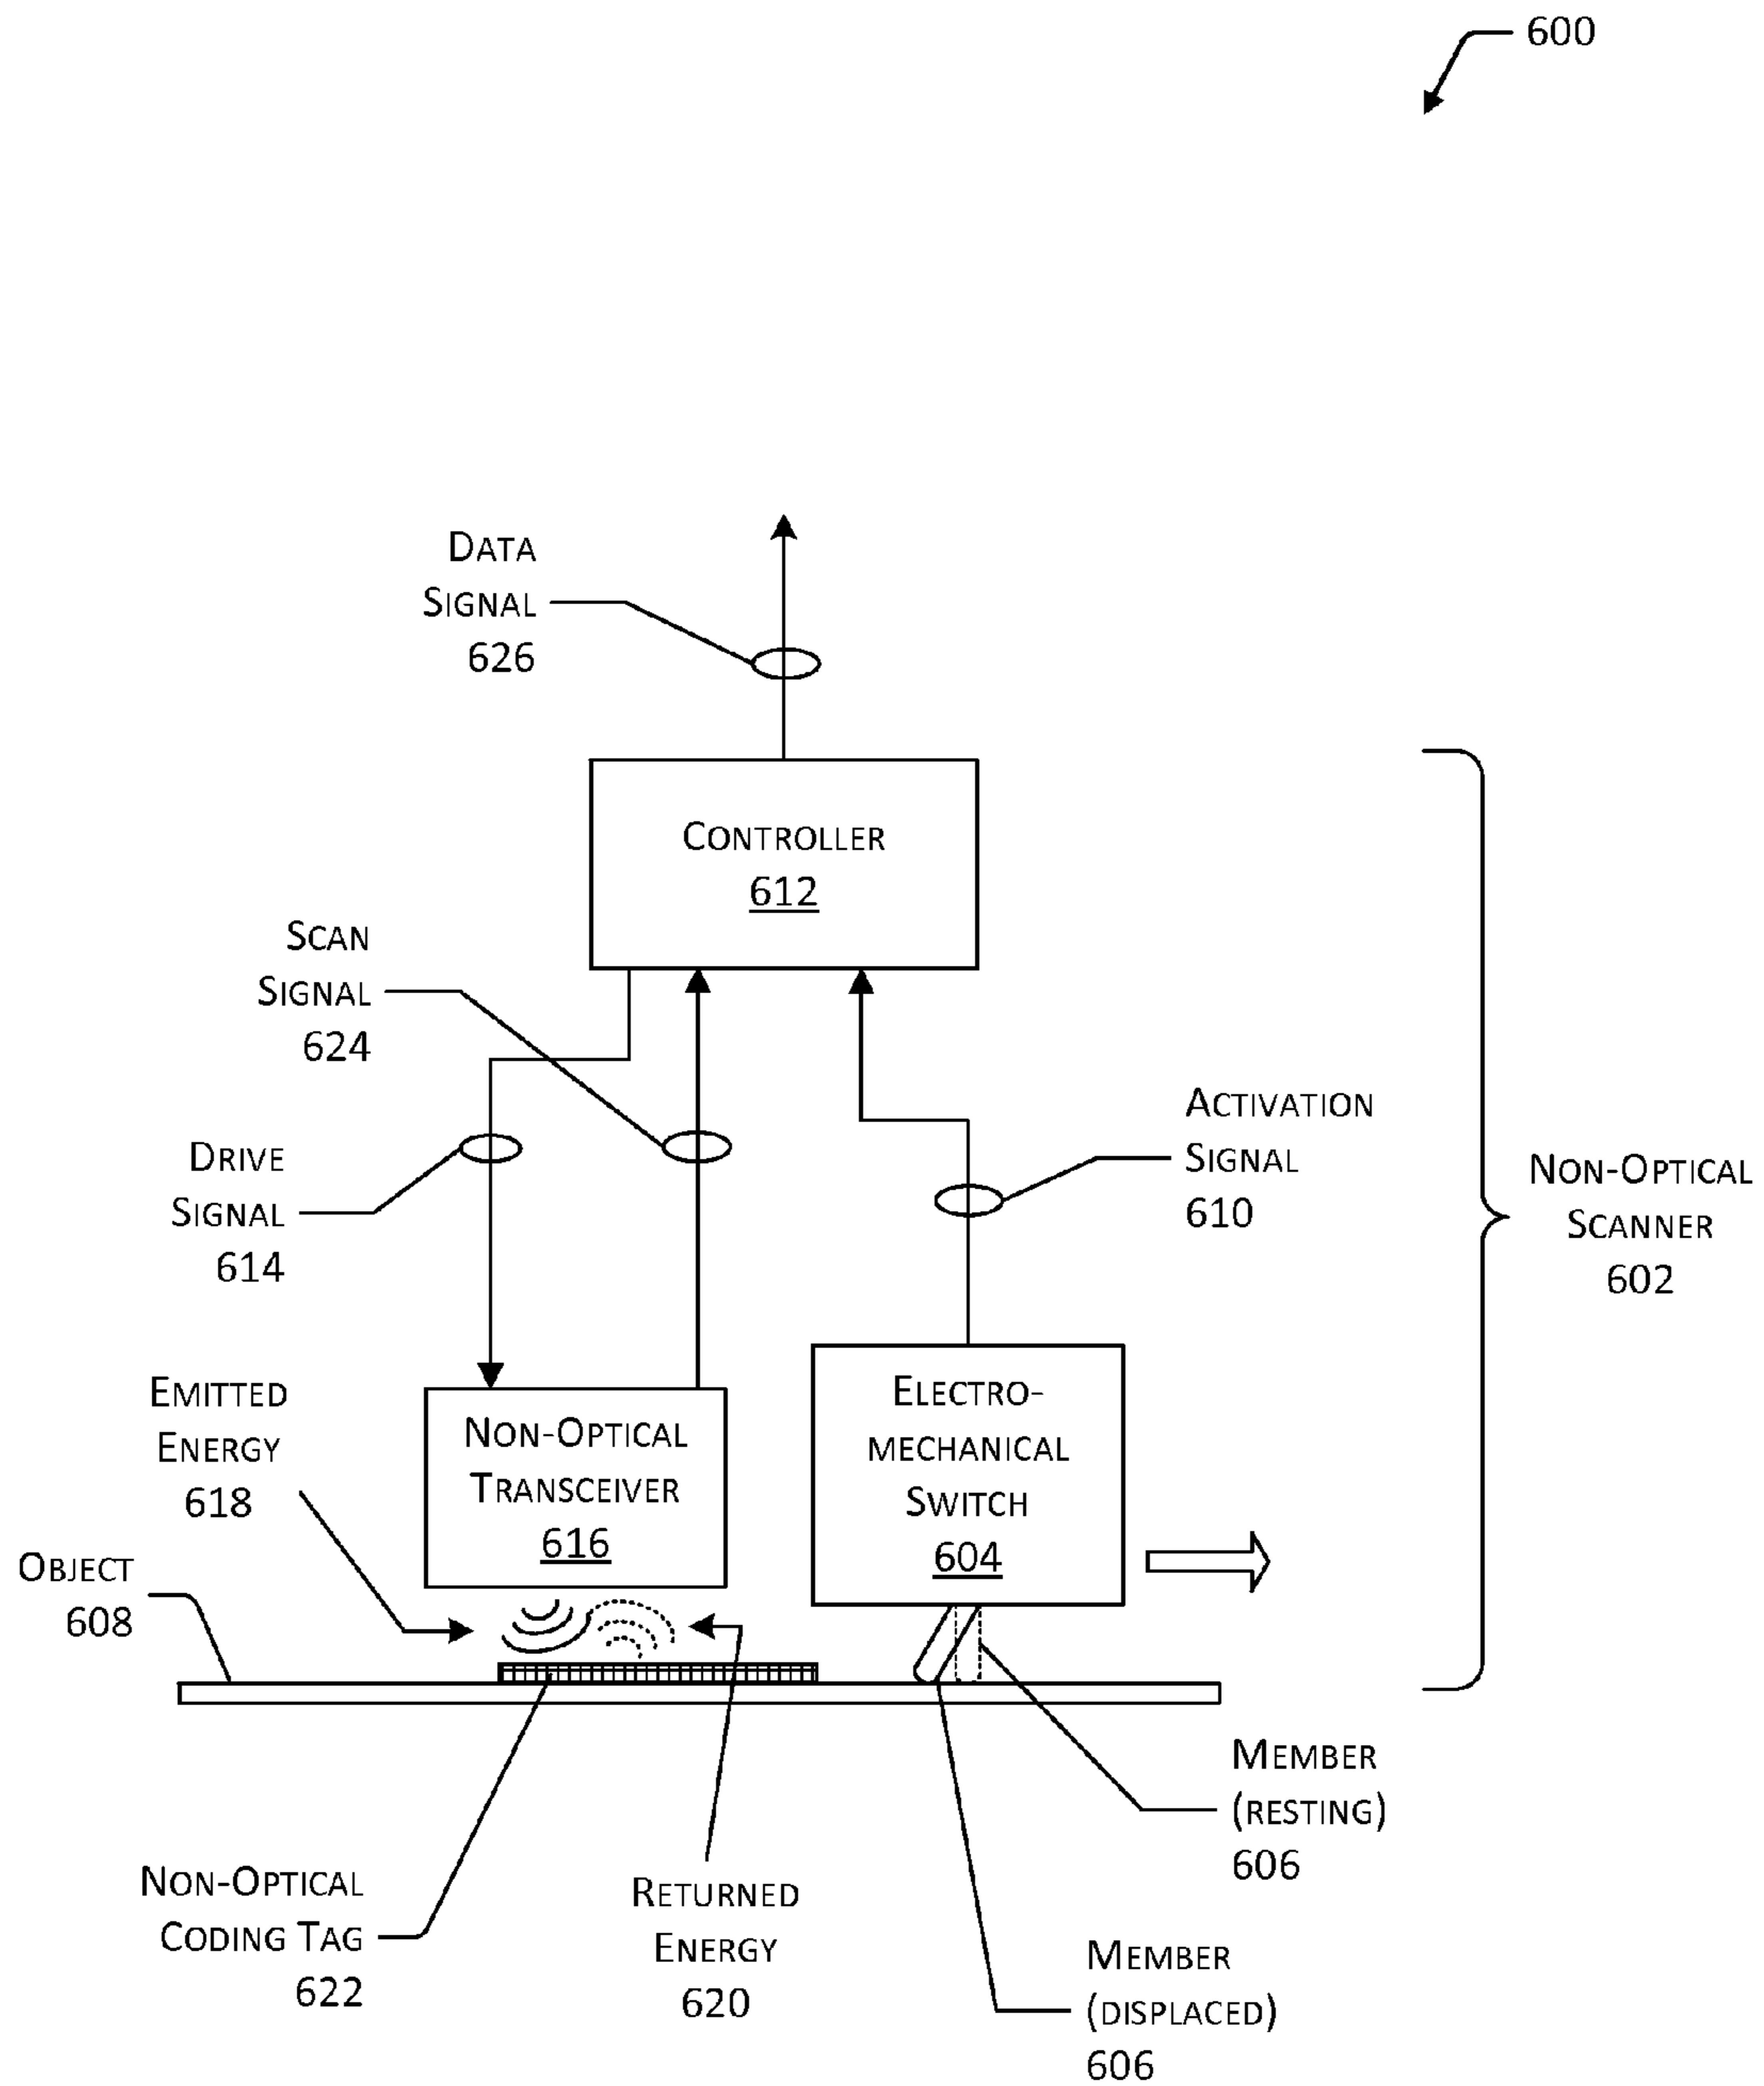 600
DATA
SIGNAL
626
CONTROLLER
612
SCAN
SIGNAL
624
ACTIVATION
SIGNAL
610
DRIVE
SIGNAL
614
NON-OPTICAL
SCANNER
602
EMITTED
ENERGY
618
NON-OPTICAL
TRANSCEIVER
616
ELECTRO-
MECHANICAL
SWITCH
604
OBJECT
608
MEMBER
(RESTING)
606
NON-OPTICAL
CODING TAG
622
RETURNED
ENERGY
620
MEMBER
(DISPLACED)
606